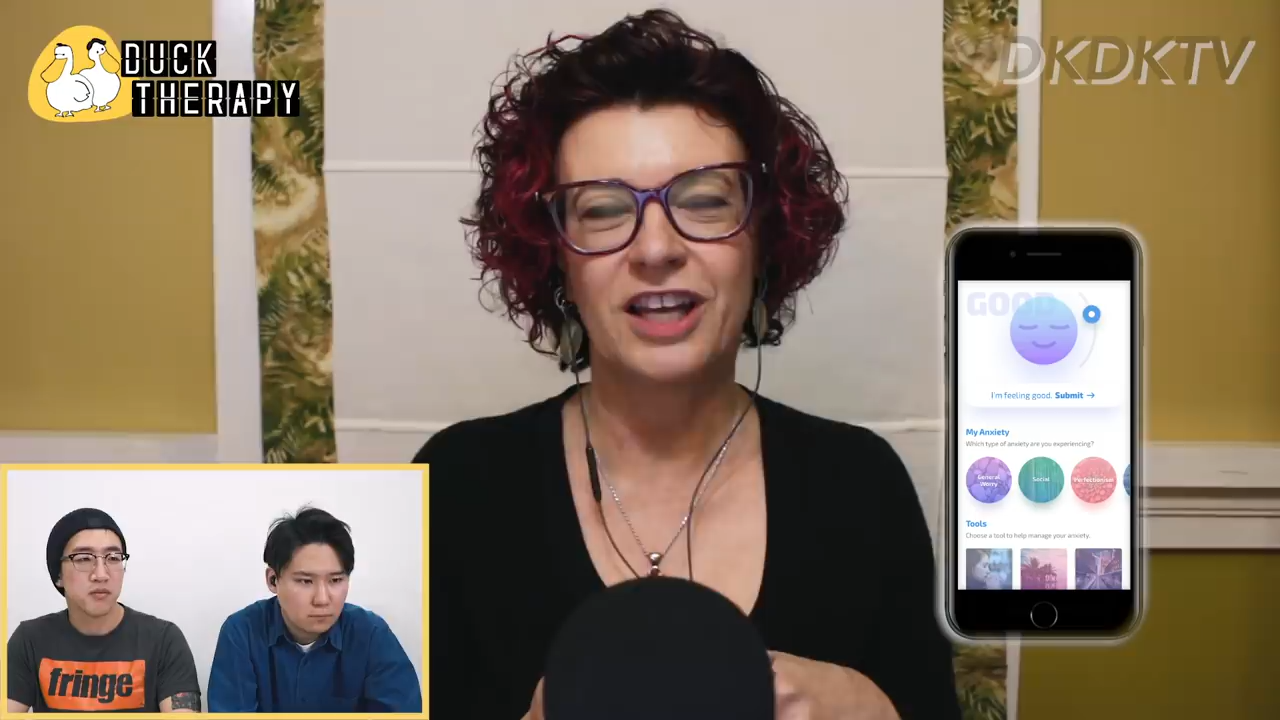 DUCK
THERAPY
DKDKTV
GOOD
I'm feeling good. Submit →
My Anxiety
Which type of anxiety are you experiencing?
General
Worry
Social
Perfectionism
Tools
Choose a tool to help manage your anxiety.
fringe